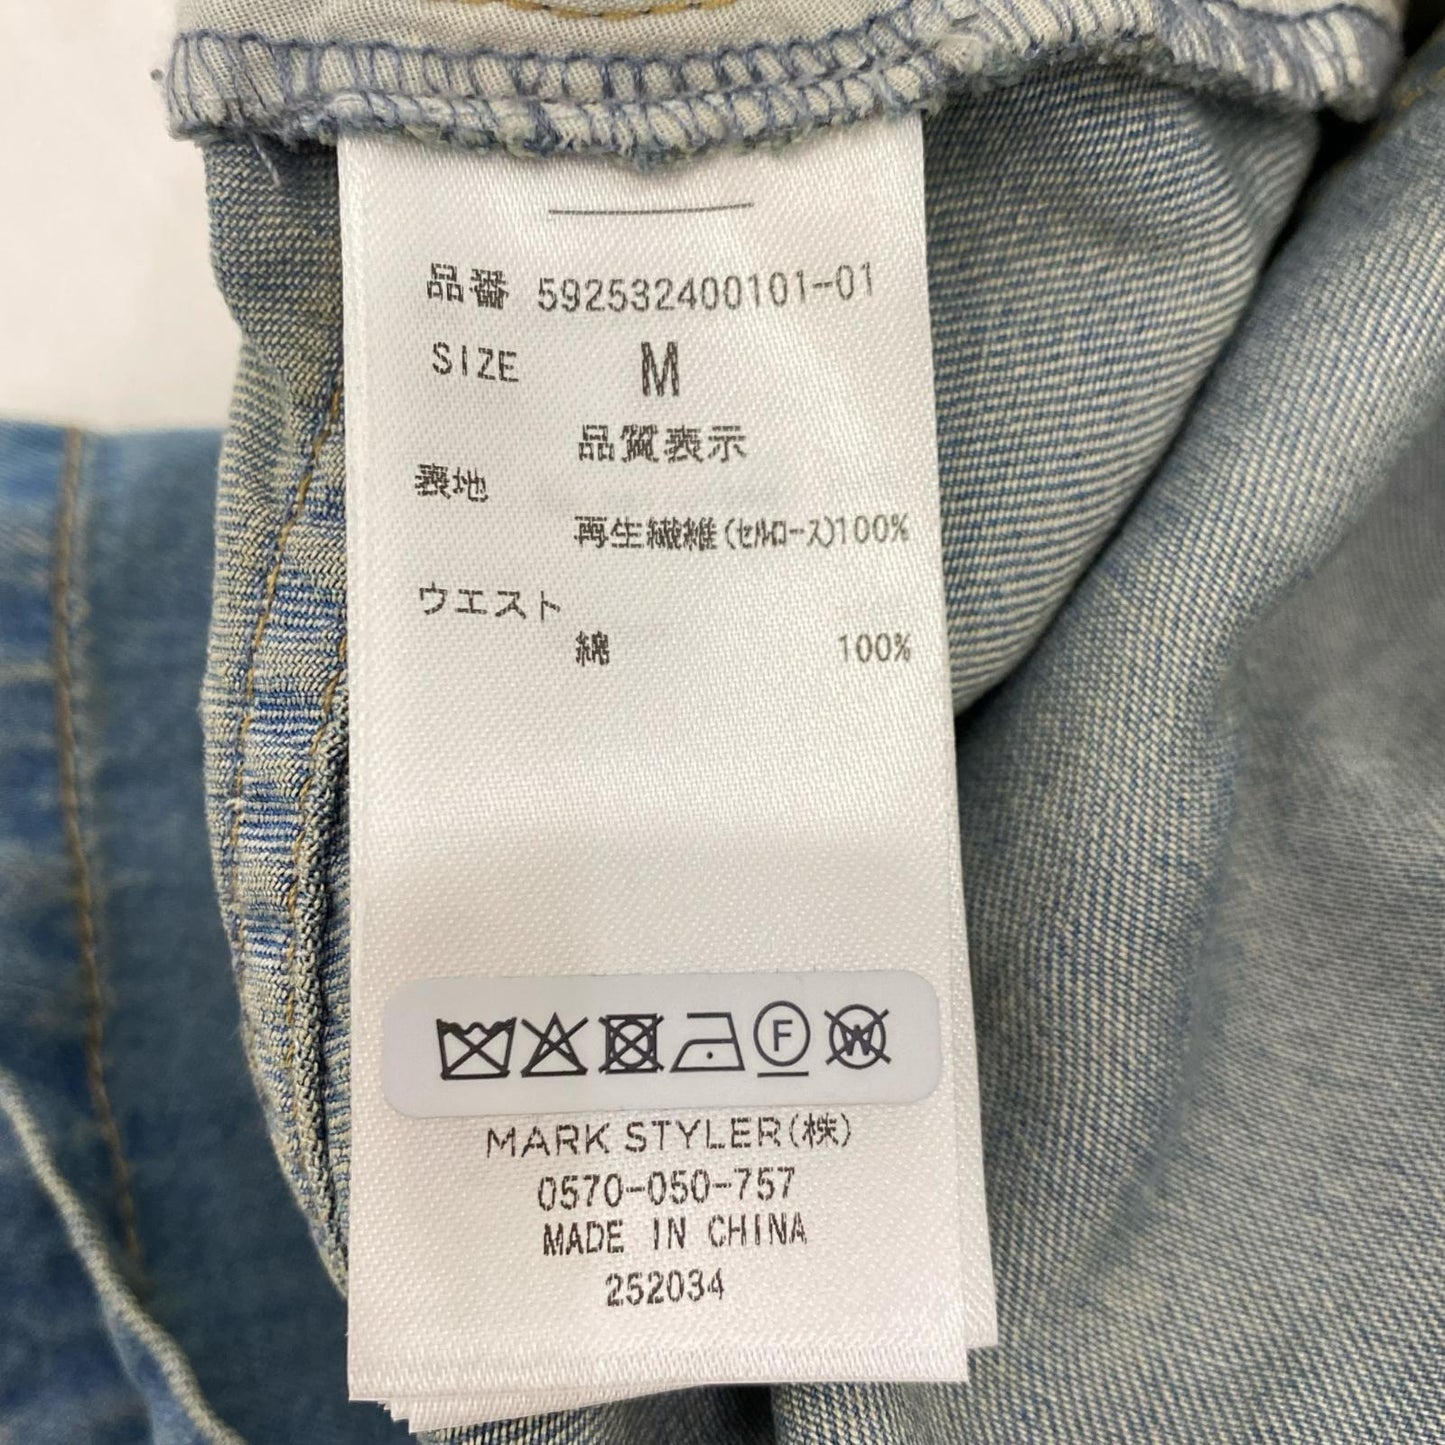 品番 592532400101-01
SIZE M
品質表示
表地
再生繊維(セルロース)100%
ウエスト
綿 100%
F W
MARK STYLER(株)
0570-050-757
MADE IN CHINA
252034